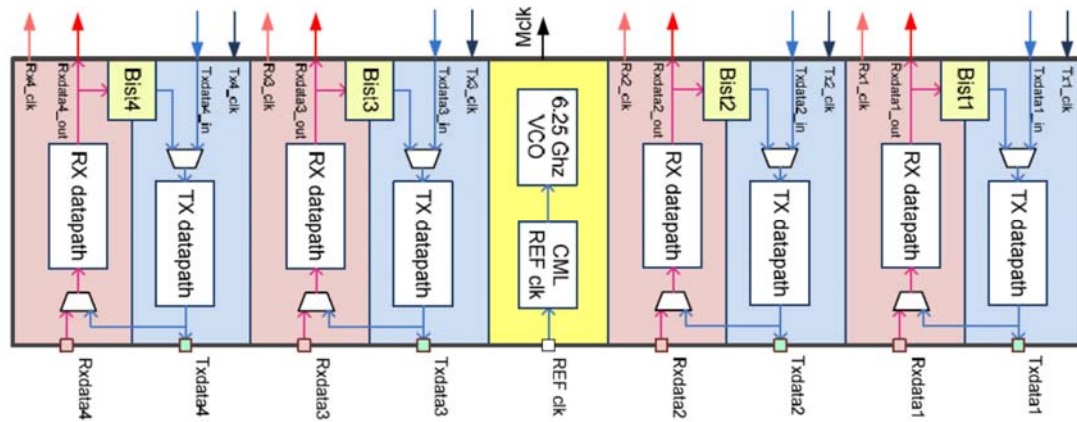 Tx1_clk
Txdata1_in
TX datapath
Txdata1
Bist1
Rxdata1_out
RX datapath
Rxdata1
Rx1_clk
Tx2_clk
Txdata2_in
TX datapath
Txdata2
Bist2
Rxdata2_out
RX datapath
Rxdata2
Rx2_clk
Mclk
6.25 Ghz
VCO
CML
REF clk
REF clk
Tx3_clk
Txdata3_in
TX datapath
Txdata3
Bist3
Rxdata3_out
RX datapath
Rxdata3
Rx3_clk
Tx4_clk
Txdata4_in
TX datapath
Txdata4
Bist4
Rxdata4_out
RX datapath
Rxdata4
Rx4_clk